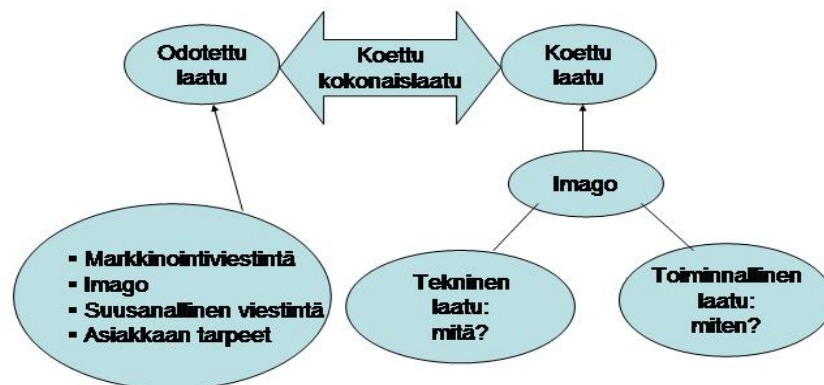 Odotettu
laatu
Koettu
kokonaislaatu
Koettu
laatu
Imago
▪ Markkinointiviestintä
▪ Imago
▪ Suusanallinen viestintä
▪ Asiakkaan tarpeet
Tekninen
laatu:
mitä?
Toiminnallinen
laatu:
miten?